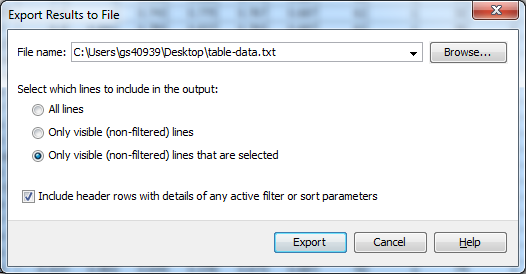 Export Results to File
File name: C:\Users\gs40939\Desktop\table-data.txt Browse...
Select which lines to include in the output:
All lines
Only visible (non-filtered) lines
Only visible (non-filtered) lines that are selected
Include header rows with details of any active filter or sort parameters
Export Cancel Help